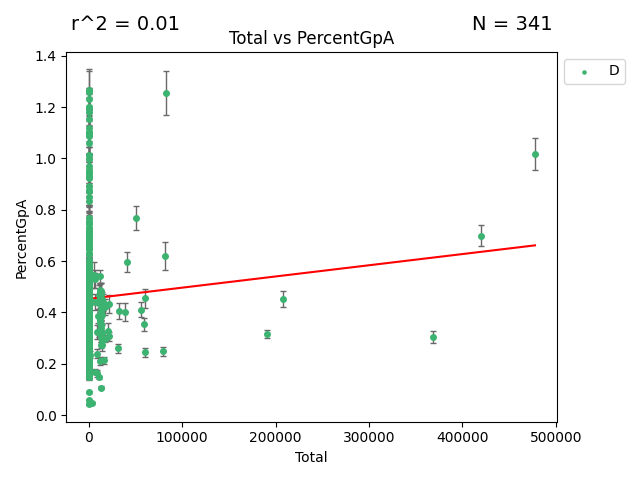 r^2 = 0.01
N = 341
Total vs PercentGpA
D
PercentGpA
1.4
1.2
1.0
0.8
0.6
0.4
0.2
0.0
0
100000
200000
300000
400000
500000
Total